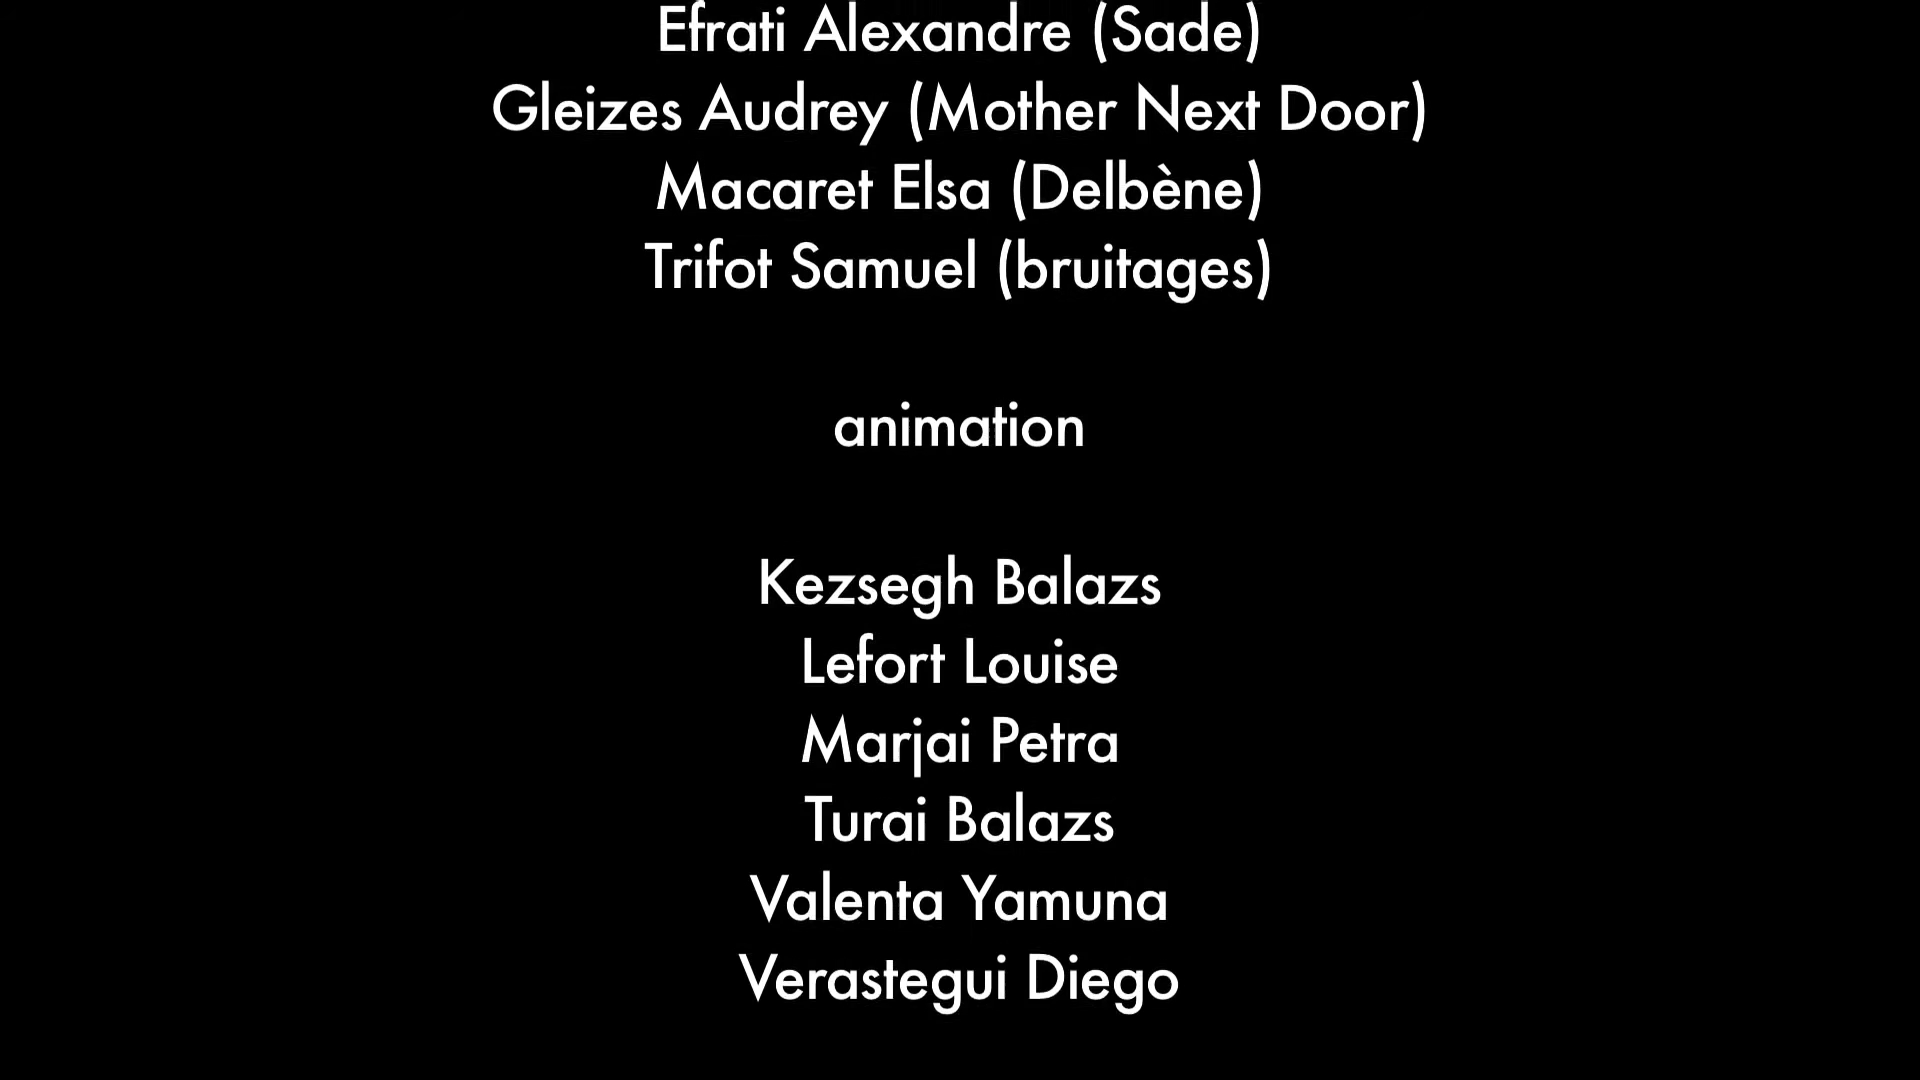 Efrati Alexandre (Sade)
Gleizes Audrey (Mother Next Door)
Macaret Elsa (Delbène)
Trifot Samuel (bruitages)
animation
Kezsegh Balazs
Lefort Louise
Marjai Petra
Turai Balazs
Valenta Yamuna
Verastegui Diego